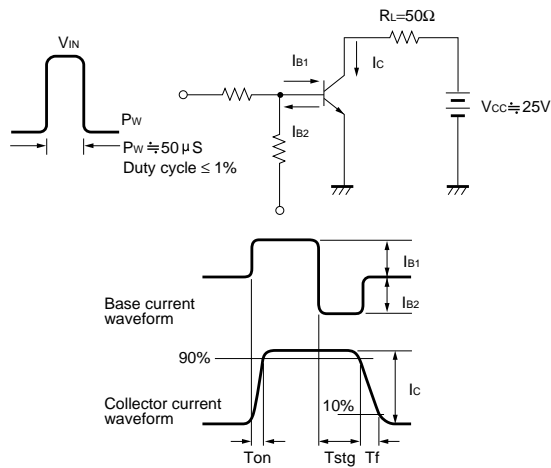 RL=50Ω
VIN
IB1
IC
VCC≒25V
PW
IB2
PW≒50μS
Duty cycle ≤ 1%
IB1
IB2
Base current
waveform
90%
IC
10%
Collector current
waveform
Ton
Tstg
Tf